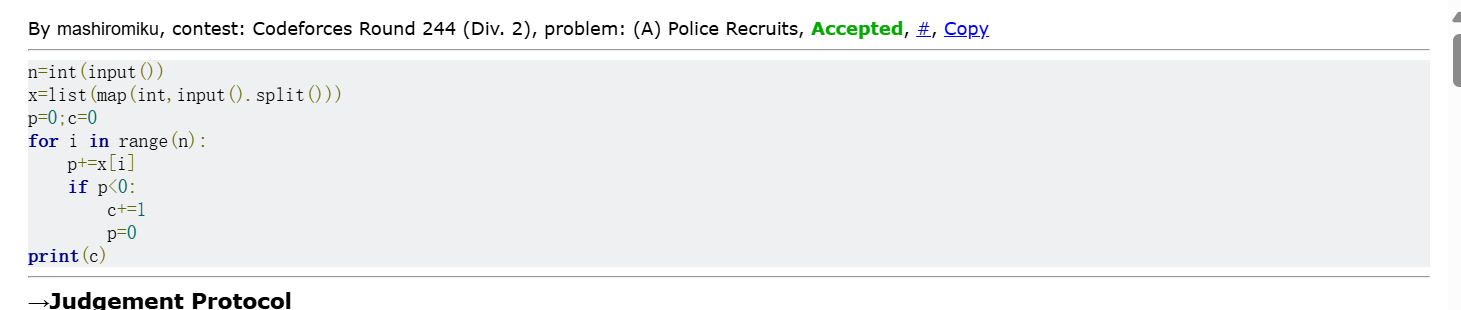 By mashiromiku, contest: Codeforces Round 244 (Div. 2), problem: (A) Police Recruits, Accepted, #, Copy
n=int(input())
x=list(map(int,input().split()))
p=0;c=0
for i in range(n):
    p+=x[i]
    if p<0:
        c+=1
        p=0
print(c)
→Judgement Protocol